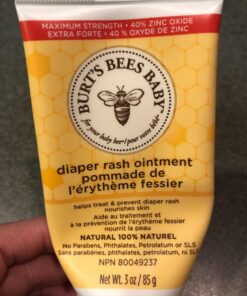 MAXIMUM STRENGTH • 40% ZINC OXIDE
EXTRA FORTE • 40 % OXYDE DE ZINC
BURT'S BEES BABY
for your baby bee! / pour mon bébé!
diaper rash ointment
pommade de
l'érythème fessier
helps treat & prevent diaper rash
nourishes skin
Aide au traitement et
à la prévention de l'érythème fessier
nourrit la peau
NATURAL 100% NATUREL
No Parabens, Phthalates, Petrolatum or SLS
Sans parabènes, phthalates, petrolatum, ni SLS
NPN 80049237
NET WT. 3 oz / 85 g